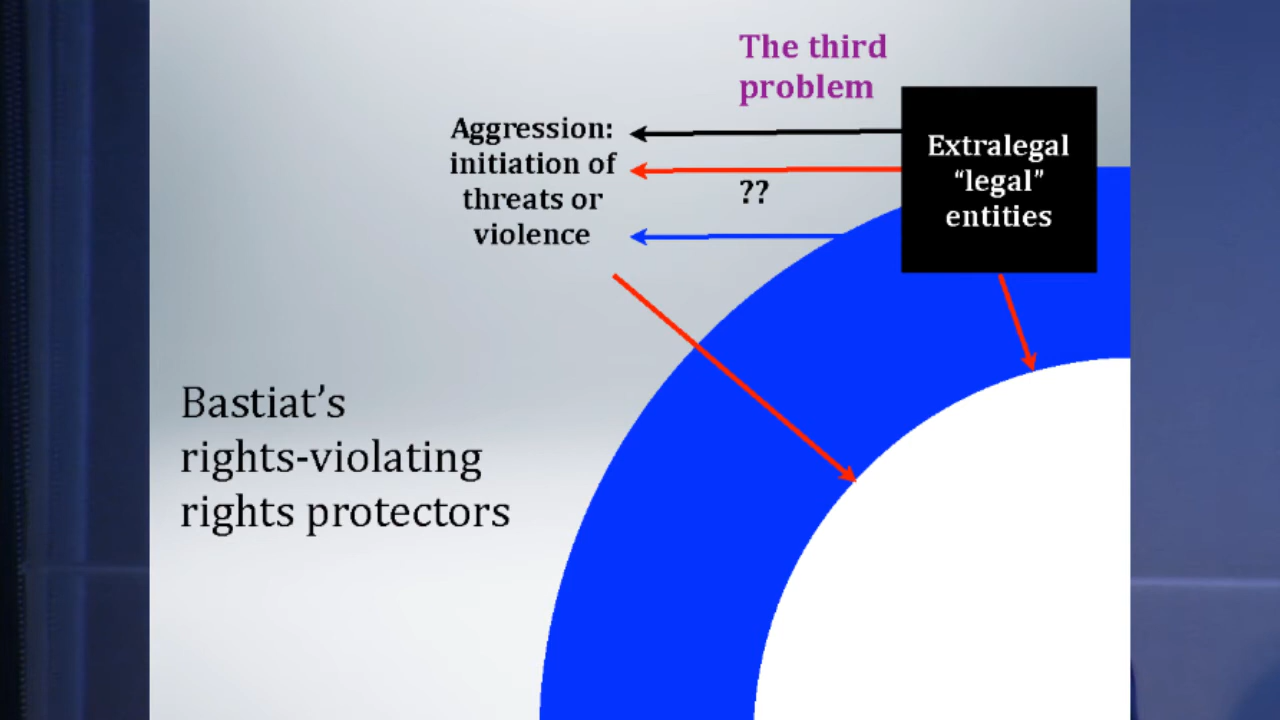 The third
problem
Aggression:
initiation of
threats or
violence
??
Extralegal
“legal”
entities
Bastiat’s
rights-violating
rights protectors